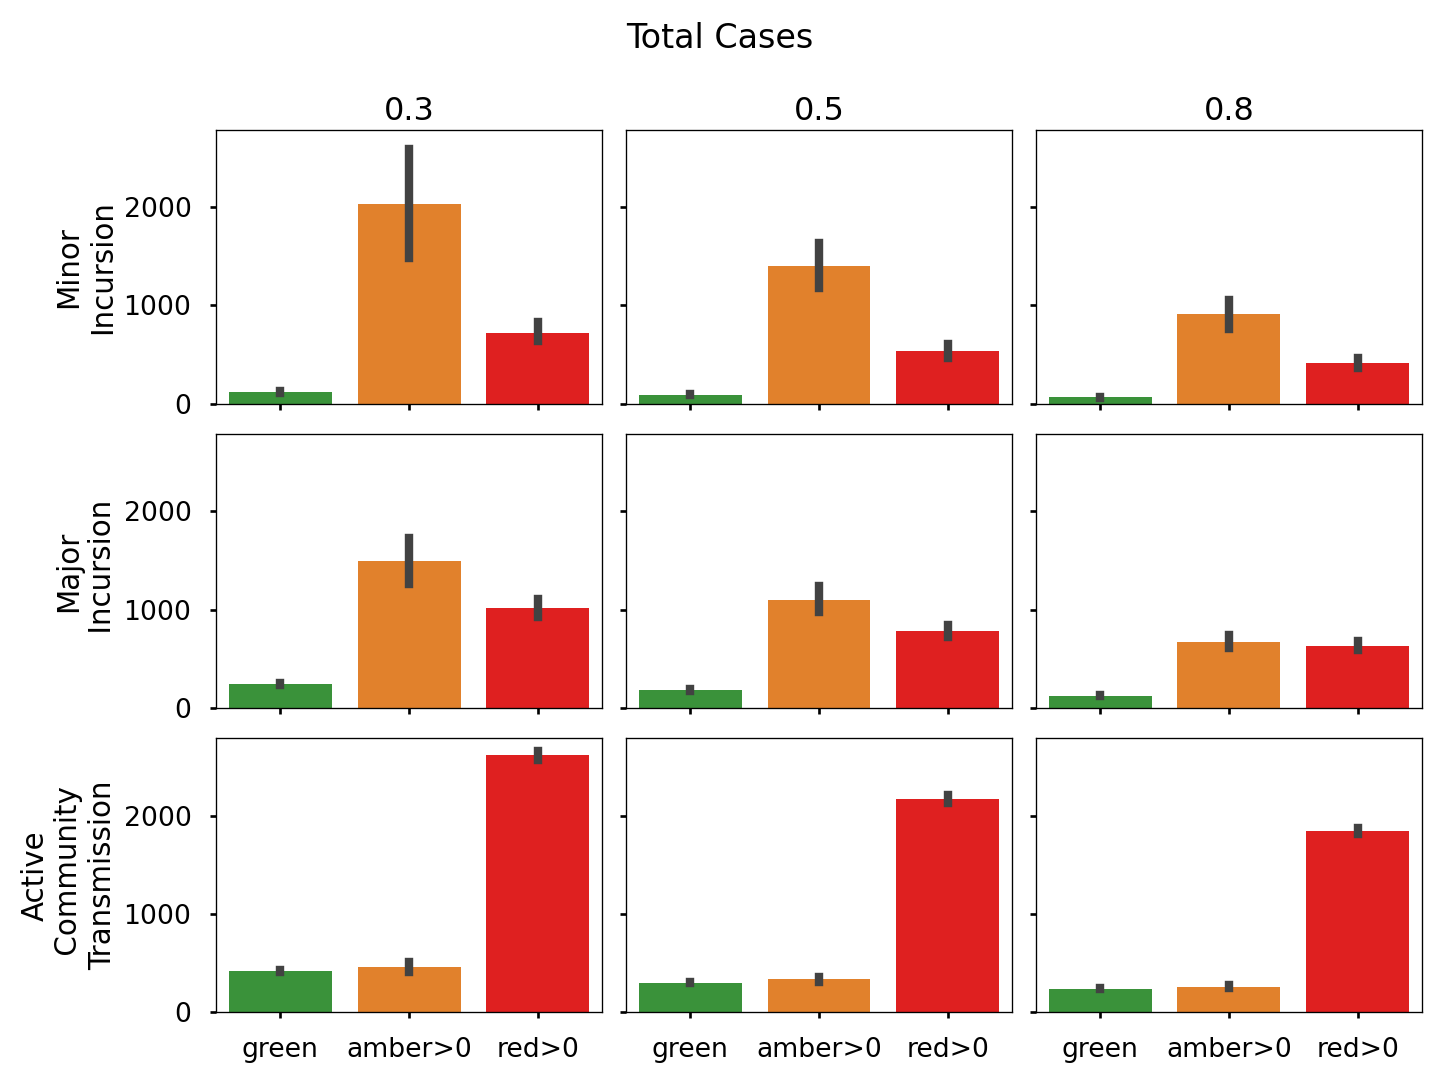 Total Cases
0.3 0.5 0.8
Minor
Incursion
2000
1000
0
Major
Incursion
2000
1000
0
Active
Community
Transmission
2000
1000
0
green amber>0 red>0 green amber>0 red>0 green amber>0 red>0